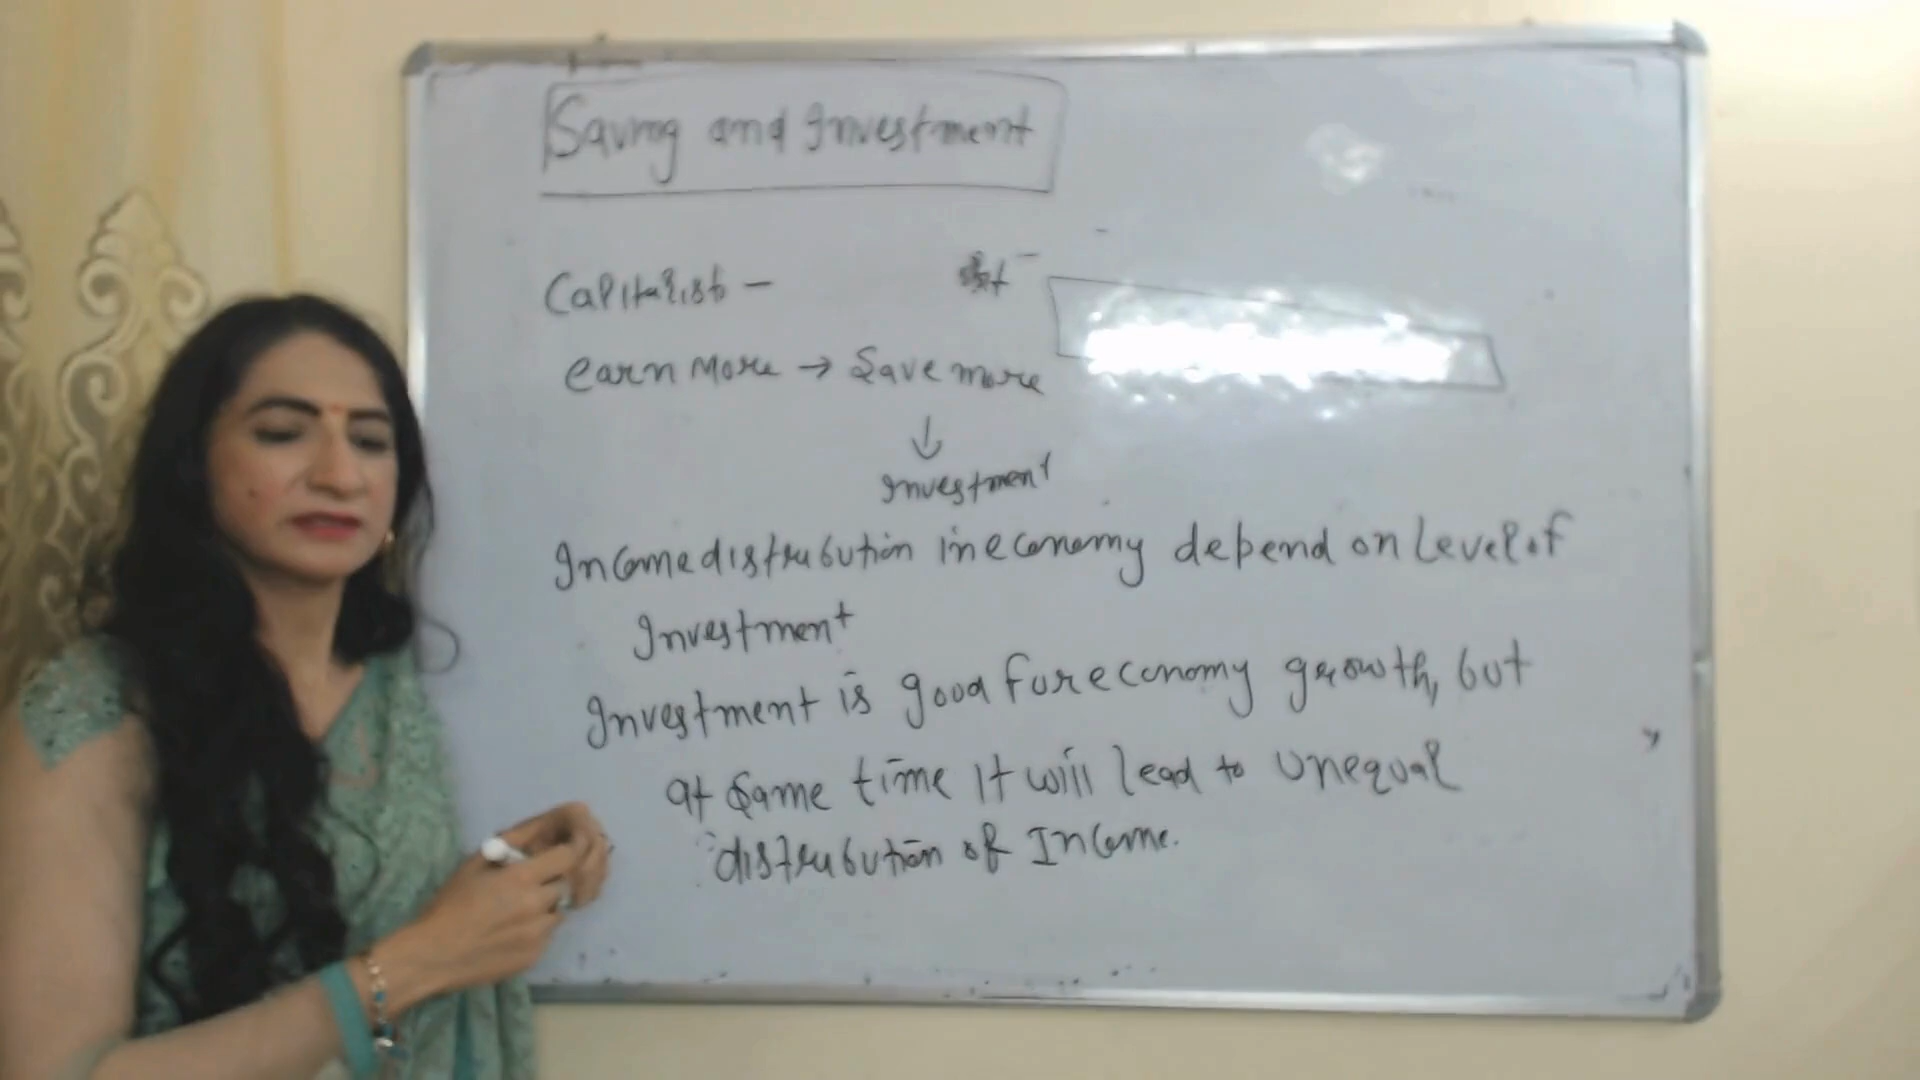 Saving and Investment
Capitalist -
earn more → Save more
↓
Investment
Income distribution in economy depend on Level of
Investment
Investment is good for economy growth, but
at same time it will lead to unequal
distribution of Income.